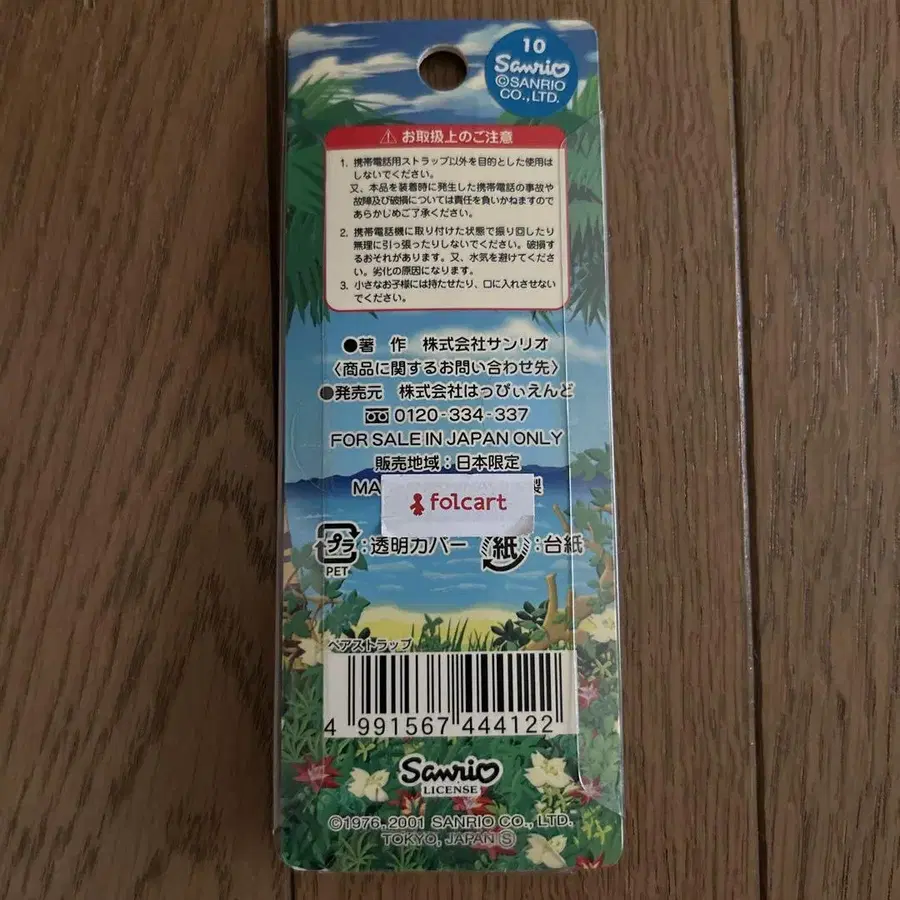 10
Sanrio
©SANRIO
CO.,LTD.
⚠ お取扱上のご注意
1. 携帯電話用ストラップ以外を目的とした使用は
しないでください。
又、本品を装着時に発生した携帯電話の事故や
故障及び破損については責任を負いかねますので
あらかじめご了承ください。
2. 携帯電話機に取り付けた状態で振り回したり
無理に引っ張ったりしないでください。破損す
るおそれがあります。又、水気を避けてくださ
い。劣化の原因になります。
3. 小さなお子様には持たせたり、口に入れさせない
でください。
●著 作 株式会社サンリオ
〈商品に関するお問い合わせ先〉
●発売元 株式会社はっぴぃえんど
0120-334-337
FOR SALE IN JAPAN ONLY
販売地域：日本限定
MA 製
folcart
プラ:透明カバー 紙:台紙
PET
ペアストラップ
4 991567 444122
Sanrio
LICENSE
©1976, 2001 SANRIO CO., LTD.
TOKYO, JAPAN Ⓢ